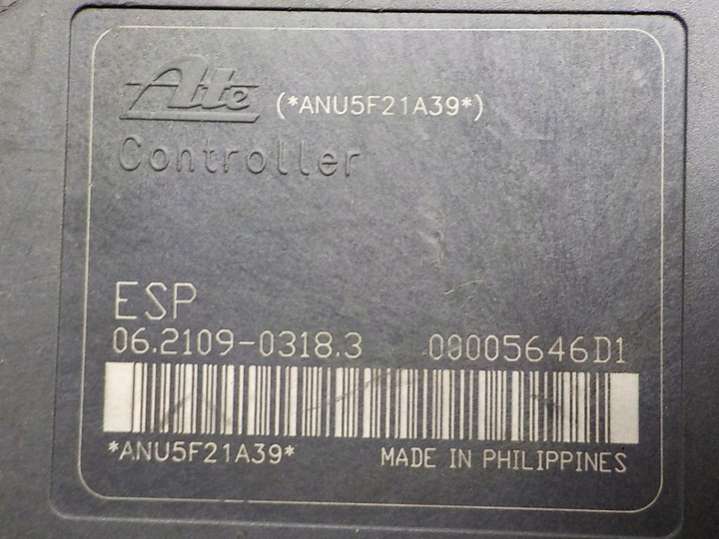 Ate (*ANU5F21A39*)
Controller
ESP
06.2109-0318.3 00005646D1
*ANU5F21A39* MADE IN PHILIPPINES